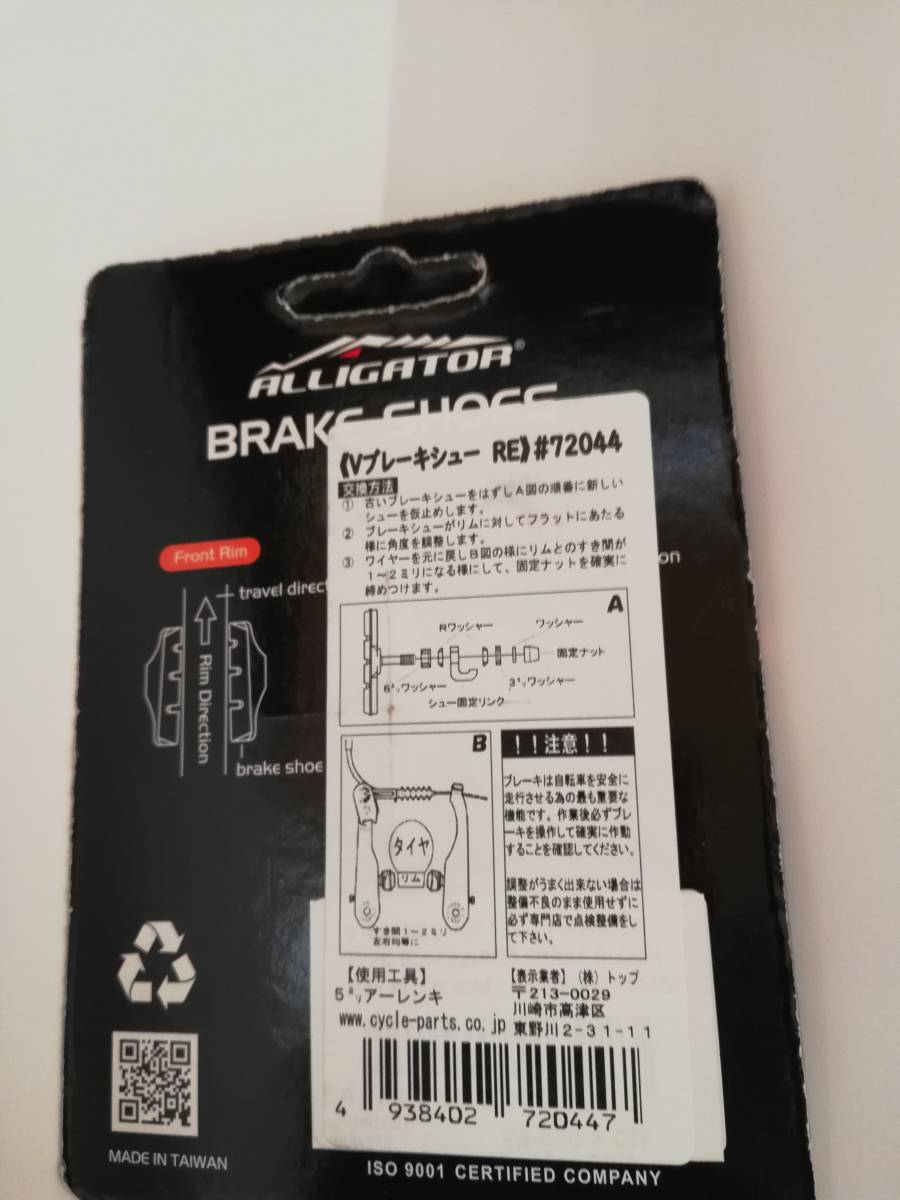 ALLIGATOR®
BRAKE SHOES
《Vブレーキシュー RE》#72044
交換方法
① 古いブレーキシューをはずしA図の順番に新しい
シューを仮止めします。
② ブレーキシューがリムに対してフラットにあたる
様に角度を調整します。
③ ワイヤーを元に戻しB図の様にリムとのすき間が
1～2ミリになる様にして、固定ナットを確実に
締めつけます。
Front Rim
travel direc
Rim Direction
brake shoe
on
A
Rワッシャー
ワッシャー
固定ナット
6㍉ワッシャー
3㍉ワッシャー
シュー固定リンク
B
タイヤ
リム
すき間1～2ミリ
左右均等に
！！注意！！
ブレーキは自転車を安全に
走行させる為の最も重要な
機能です。作業後必ずブレ
ーキを操作して確実に作動
することを確認してください。
調整がうまく出来ない場合は
整備不良のまま使用せずに
必ず専門店で点検整備をし
て下さい。
【使用工具】
5㍉アーレンキ
www.cycle-parts.co.jp
【表示業者】（株）トップ
〒213-0029
川崎市高津区
東野川2-31-11
4 938402 720447
MADE IN TAIWAN
ISO 9001 CERTIFIED COMPANY